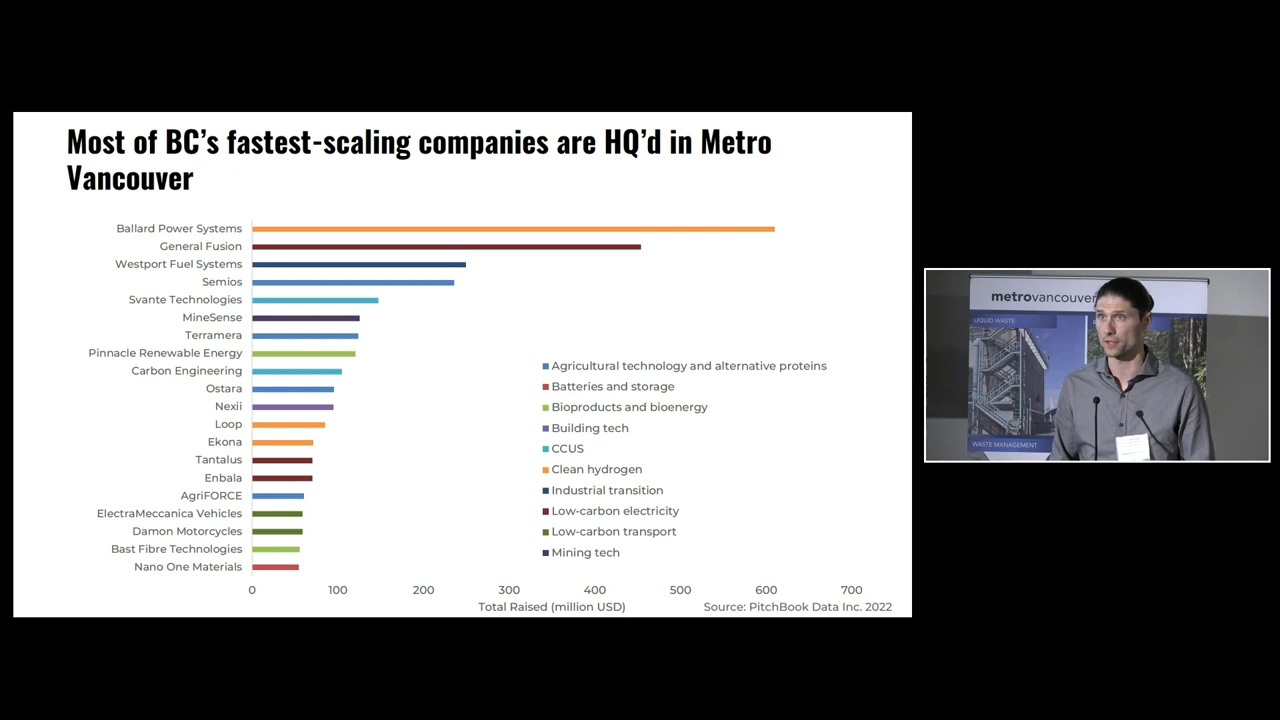 Most of BC’s fastest-scaling companies are HQ’d in Metro
Vancouver
Ballard Power Systems
General Fusion
Westport Fuel Systems
Semios
Svante Technologies
MineSense
Terramera
Pinnacle Renewable Energy
Carbon Engineering
Ostara
Nexii
Loop
Ekona
Tantalus
Enbala
AgriFORCE
ElectraMeccanica Vehicles
Damon Motorcycles
Bast Fibre Technologies
Nano One Materials
Agricultural technology and alternative proteins
Batteries and storage
Bioproducts and bioenergy
Building tech
CCUS
Clean hydrogen
Industrial transition
Low-carbon electricity
Low-carbon transport
Mining tech
0 100 200 300 400 500 600 700
Total Raised (million USD)
Source: PitchBook Data Inc. 2022
metrovancouver
LIQUID WASTE
WASTE MANAGEMENT